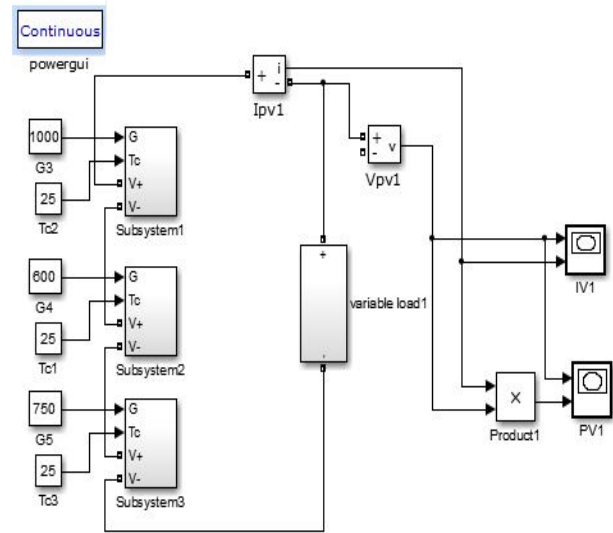 Continuous
powergui
+ i
-
Ipv1
+
- v
Vpv1
1000
G3
25
Tc2
G
Tc
V+
V-
Subsystem1
600
G4
25
Tc1
G
Tc
V+
V-
Subsystem2
750
G5
25
Tc3
G
Tc
V+
V-
Subsystem3
+
variable load1
-
IV1
X
Product1
PV1